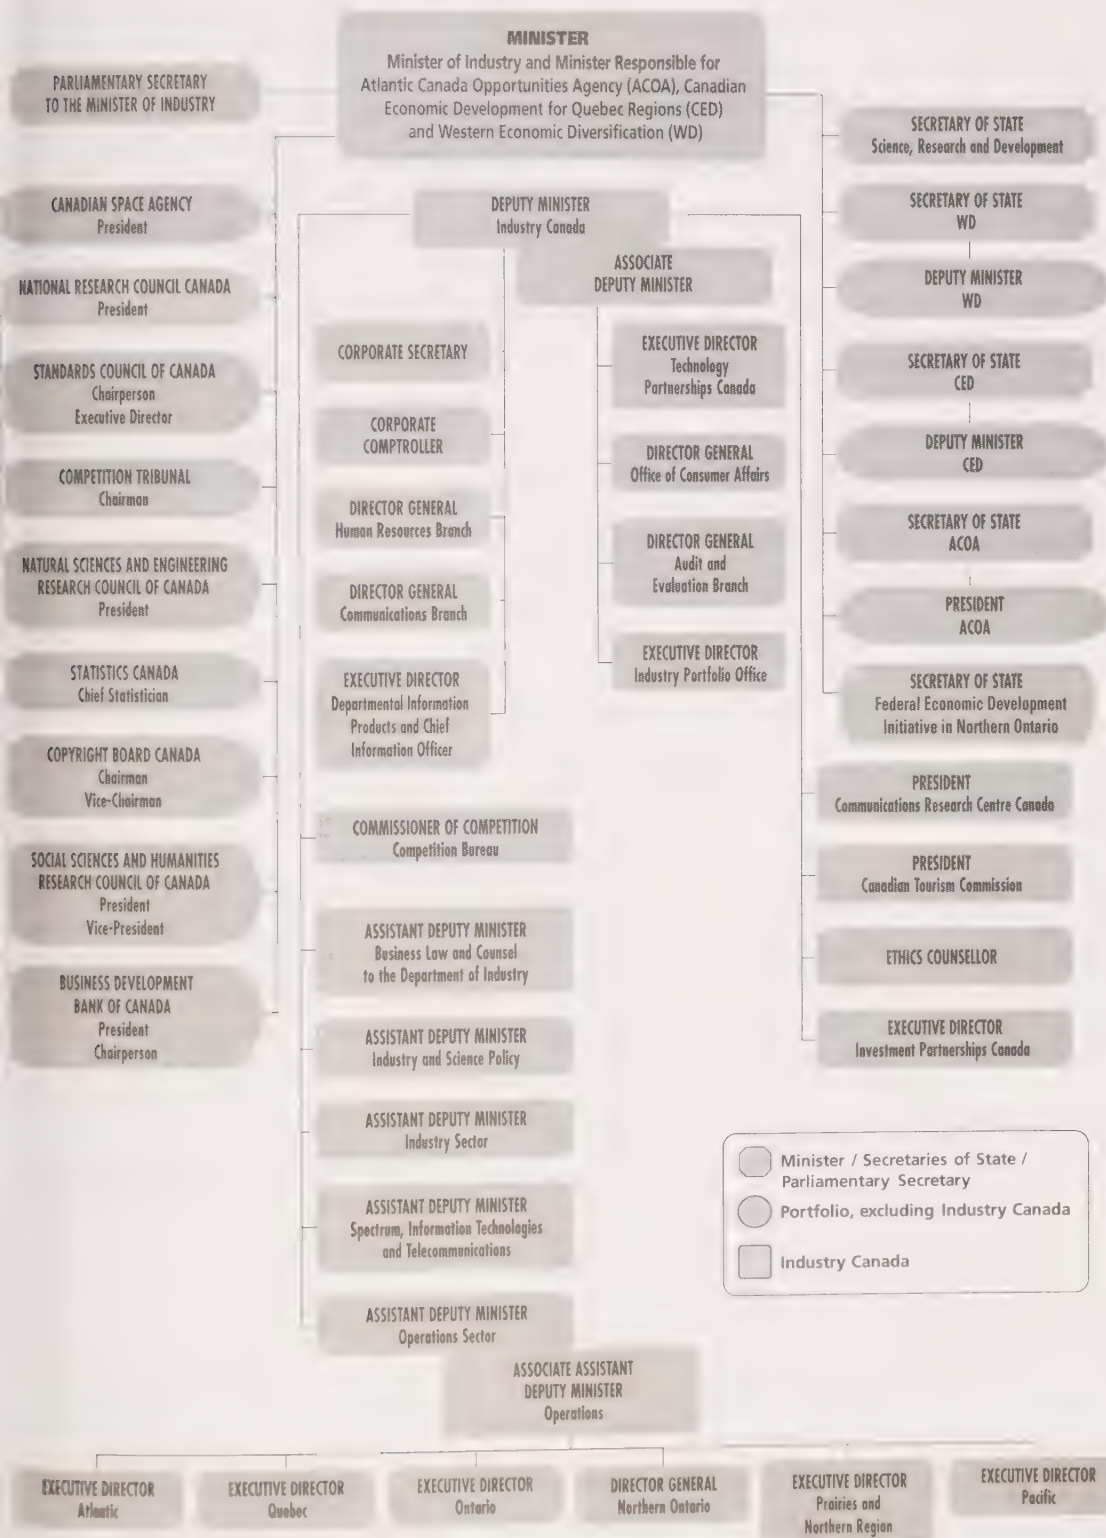 MINISTER
Minister of Industry and Minister Responsible for
Atlantic Canada Opportunities Agency (ACOA), Canadian
Economic Development for Quebec Regions (CED)
and Western Economic Diversification (WD)
PARLIAMENTARY SECRETARY
TO THE MINISTER OF INDUSTRY
CANADIAN SPACE AGENCY
President
NATIONAL RESEARCH COUNCIL CANADA
President
STANDARDS COUNCIL OF CANADA
Chairperson
Executive Director
COMPETITION TRIBUNAL
Chairman
NATURAL SCIENCES AND ENGINEERING
RESEARCH COUNCIL OF CANADA
President
STATISTICS CANADA
Chief Statistician
COPYRIGHT BOARD CANADA
Chairman
Vice-Chairman
SOCIAL SCIENCES AND HUMANITIES
RESEARCH COUNCIL OF CANADA
President
Vice-President
BUSINESS DEVELOPMENT
BANK OF CANADA
President
Chairperson
DEPUTY MINISTER
Industry Canada
ASSOCIATE
DEPUTY MINISTER
CORPORATE SECRETARY
CORPORATE
COMPTROLLER
DIRECTOR GENERAL
Human Resources Branch
DIRECTOR GENERAL
Communications Branch
EXECUTIVE DIRECTOR
Departmental Information
Products and Chief
Information Officer
EXECUTIVE DIRECTOR
Technology
Partnerships Canada
DIRECTOR GENERAL
Office of Consumer Affairs
DIRECTOR GENERAL
Audit and
Evaluation Branch
EXECUTIVE DIRECTOR
Industry Portfolio Office
COMMISSIONER OF COMPETITION
Competition Bureau
ASSISTANT DEPUTY MINISTER
Business Law and Counsel
to the Department of Industry
ASSISTANT DEPUTY MINISTER
Industry and Science Policy
ASSISTANT DEPUTY MINISTER
Industry Sector
ASSISTANT DEPUTY MINISTER
Spectrum, Information Technologies
and Telecommunications
ASSISTANT DEPUTY MINISTER
Operations Sector
ASSOCIATE ASSISTANT
DEPUTY MINISTER
Operations
SECRETARY OF STATE
Science, Research and Development
SECRETARY OF STATE
WD
DEPUTY MINISTER
WD
SECRETARY OF STATE
CED
DEPUTY MINISTER
CED
SECRETARY OF STATE
ACOA
PRESIDENT
ACOA
SECRETARY OF STATE
Federal Economic Development
Initiative in Northern Ontario
PRESIDENT
Communications Research Centre Canada
PRESIDENT
Canadian Tourism Commission
ETHICS COUNSELLOR
EXECUTIVE DIRECTOR
Investment Partnerships Canada
Minister / Secretaries of State /
Parliamentary Secretary
Portfolio, excluding Industry Canada
Industry Canada
EXECUTIVE DIRECTOR
Atlantic
EXECUTIVE DIRECTOR
Quebec
EXECUTIVE DIRECTOR
Ontario
DIRECTOR GENERAL
Northern Ontario
EXECUTIVE DIRECTOR
Prairies and
Northern Region
EXECUTIVE DIRECTOR
Pacific